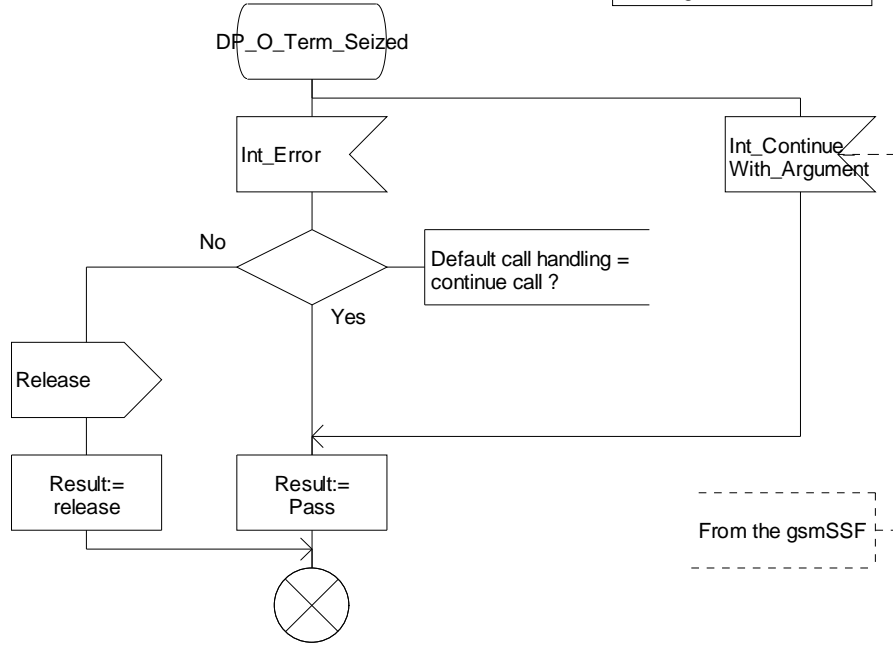 DP_O_Term_Seized
Int_Error
Int_Continue_
With_Argument
No
Default call handling =
continue call ?
Yes
Release
Result:=
release
Result:=
Pass
From the gsmSSF